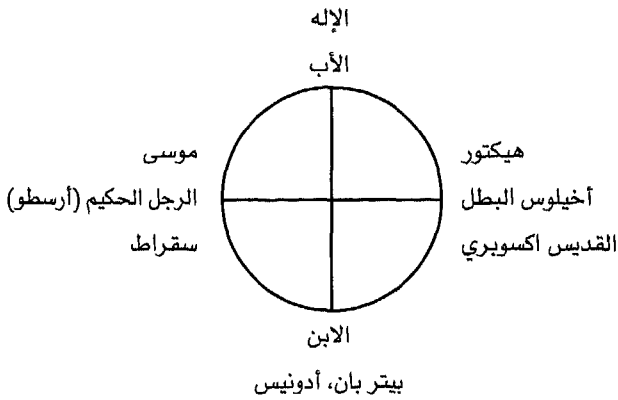 الإله
الأب
هيكتور
موسى
أخيلوس البطل
الرجل الحكيم (أرسطو)
القديس اكسوبري
سقراط
الابن
بيتر بان، أدونيس